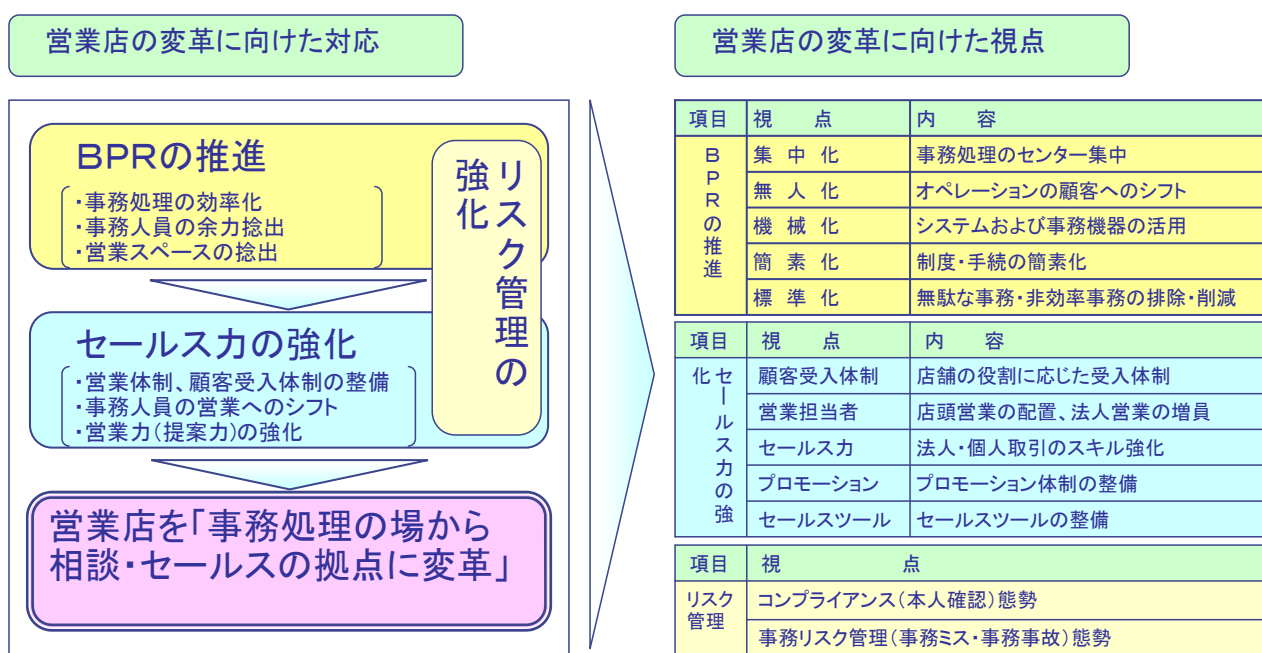 営業店の変革に向けた対応
BPRの推進
・事務処理の効率化
・事務人員の余力捻出
・営業スペースの捻出
リスク管理の
強化
セールス力の強化
・営業体制、顧客受入体制の整備
・事務人員の営業へのシフト
・営業力（提案力）の強化
営業店を「事務処理の場から
相談・セールスの拠点に変革」
営業店の変革に向けた視点
項目 視 点 内 容
BPRの推進
集 中 化 事務処理のセンター集中
無 人 化 オペレーションの顧客へのシフト
機 械 化 システムおよび事務機器の活用
簡 素 化 制度・手続の簡素化
標 準 化 無駄な事務・非効率事務の排除・削減
項目 視 点 内 容
セールス力の強
化
顧客受入体制 店舗の役割に応じた受入体制
営業担当者 店頭営業の配置、法人営業の増員
セールス力 法人・個人取引のスキル強化
プロモーション プロモーション体制の整備
セールスツール セールスツールの整備
項目 視 点
リスク
管理
コンプライアンス（本人確認）態勢
事務リスク管理（事務ミス・事務事故）態勢